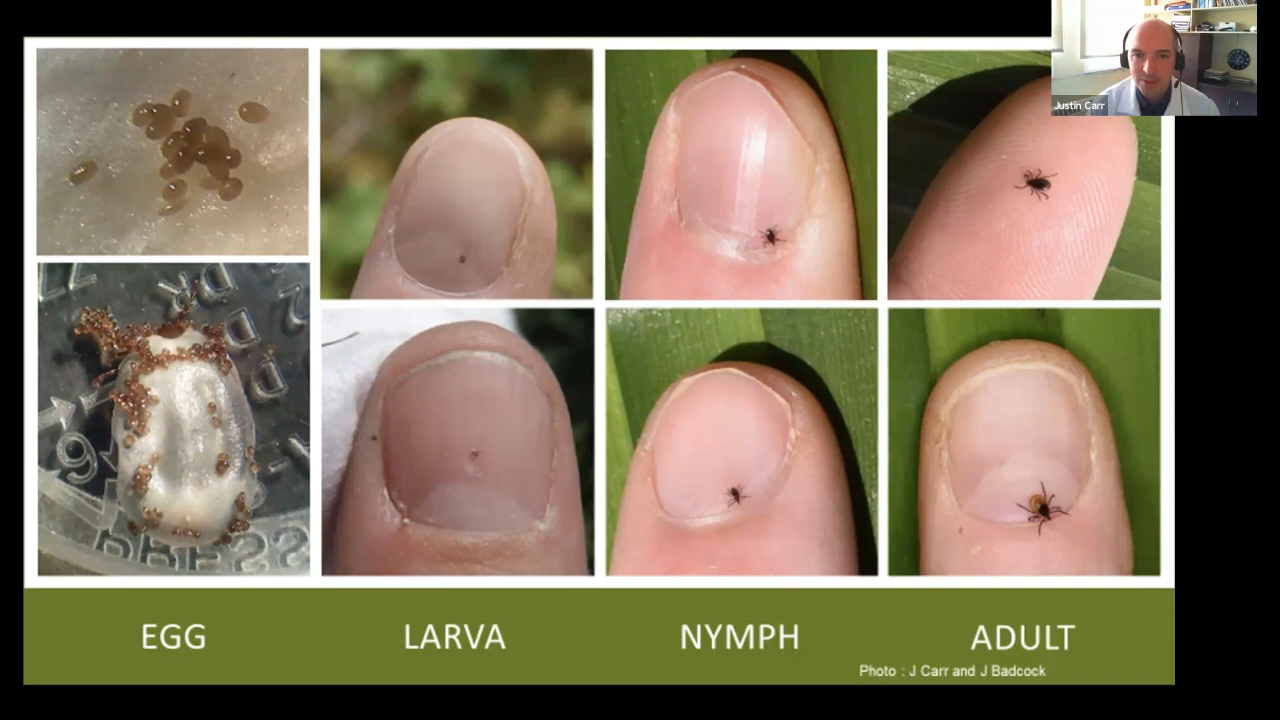 Justin Carr
EGG
LARVA
NYMPH
ADULT
Photo : J Carr and J Badcock